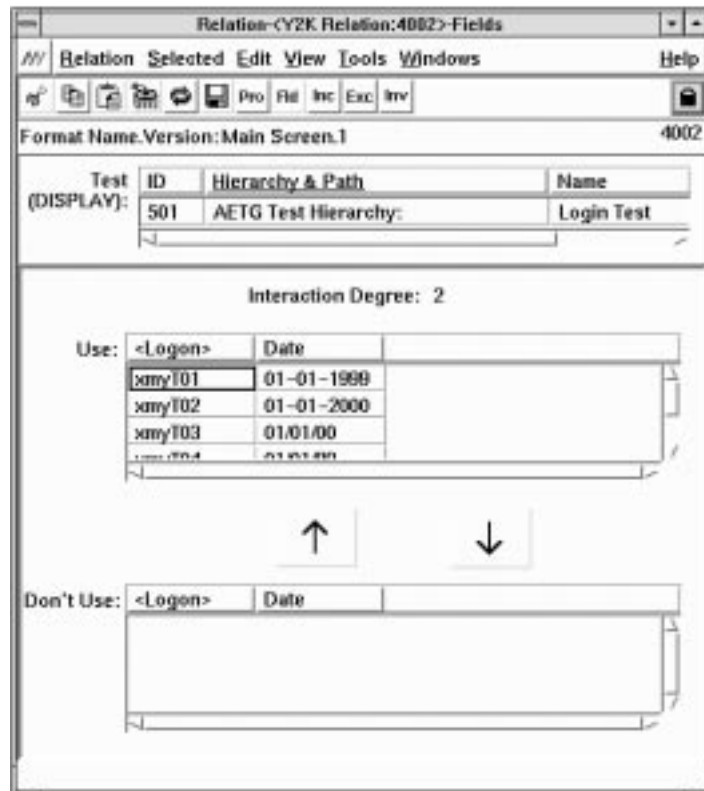 Relation-<Y2K Relation:4002>-Fields
Relation Selected Edit View Tools Windows Help
Pro Fld Inc Exc Inv
Format Name.Version:Main Screen.1 4002
Test (DISPLAY):
ID Hierarchy & Path Name
501 AETG Test Hierarchy: Login Test
Interaction Degree: 2
Use: <Logon> Date
xmyT01 01-01-1999
xmyT02 01-01-2000
xmyT03 01/01/00
Don't Use: <Logon> Date